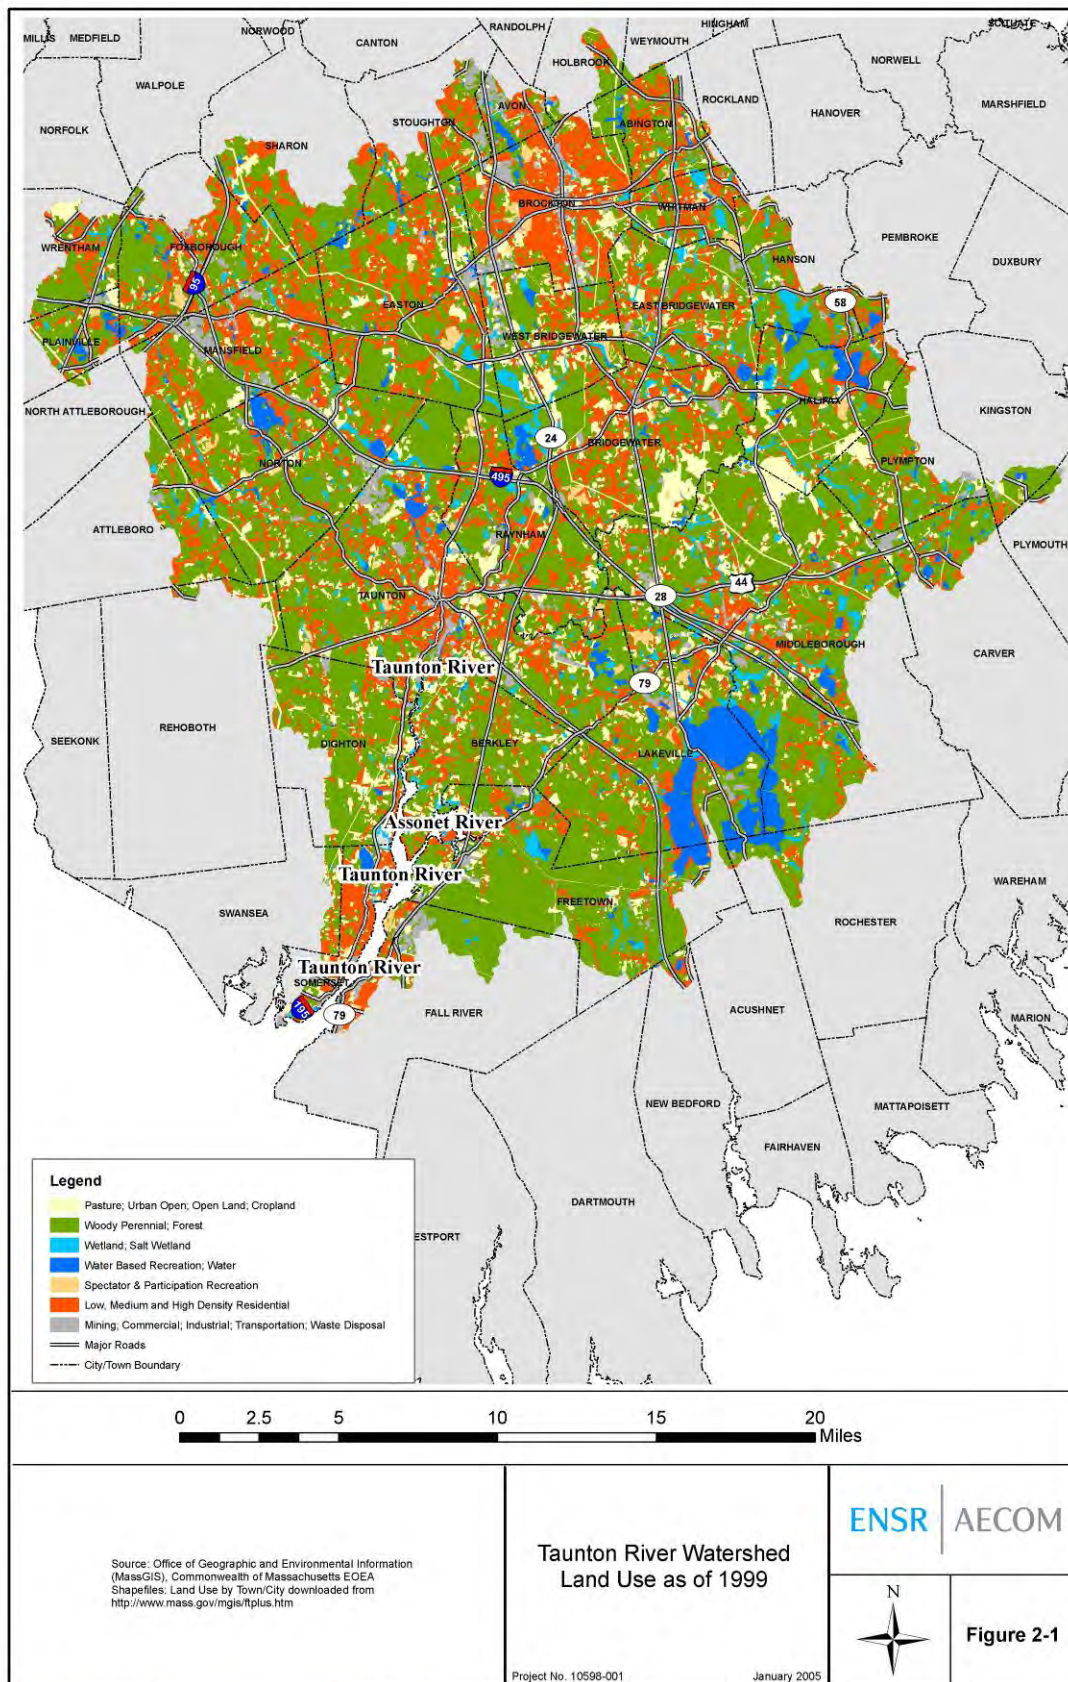 SCITUATE
HINGHAM
RANDOLPH
NORWOOD
MILLIS
MEDFIELD
CANTON
WEYMOUTH
HOLBROOK
NORWELL
WALPOLE
ROCKLAND
MARSHFIELD
AVON
HANOVER
STOUGHTON
ABINGTON
NORFOLK
SHARON
BROCKTON
WHITMAN
PEMBROKE
WRENTHAM
FOXBOROUGH
HANSON
DUXBURY
95
58
EASTON
EAST BRIDGEWATER
WEST BRIDGEWATER
PLAINVILLE
MANSFIELD
HALIFAX
NORTH ATTLEBOROUGH
KINGSTON
24
BRIDGEWATER
NORTON
PLYMPTON
495
ATTLEBORO
RAYNHAM
PLYMOUTH
44
TAUNTON
28
MIDDLEBOROUGH
CARVER
Taunton River
79
REHOBOTH
SEEKONK
DIGHTON
BERKLEY
LAKEVILLE
Assonet River
Taunton River
WAREHAM
FREETOWN
SWANSEA
ROCHESTER
Taunton River
SOMERSET
195
79
FALL RIVER
ACUSHNET
MARION
NEW BEDFORD
MATTAPOISETT
FAIRHAVEN
DARTMOUTH
ESTPORT
Legend
Pasture; Urban Open; Open Land; Cropland
Woody Perennial; Forest
Wetland; Salt Wetland
Water Based Recreation; Water
Spectator & Participation Recreation
Low, Medium and High Density Residential
Mining; Commercial; Industrial; Transportation; Waste Disposal
Major Roads
City/Town Boundary
0 2.5 5 10 15 20
Miles
Source: Office of Geographic and Environmental Information
(MassGIS), Commonwealth of Massachusetts EOEA
Shapefiles: Land Use by Town/City downloaded from
http://www.mass.gov/mgis/ftplus.htm
Taunton River Watershed
Land Use as of 1999
Project No. 10598-001 January 2005
ENSR AECOM
N
Figure 2-1